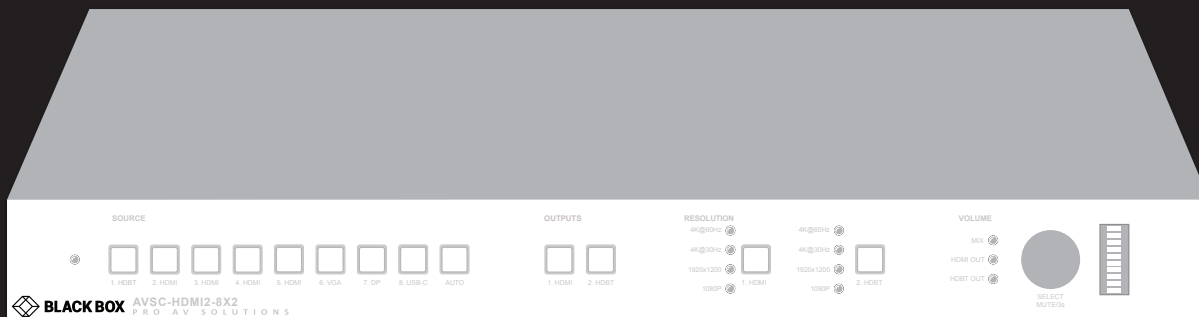 SOURCE
1. HDBT
2. HDMI
3. HDMI
4. HDMI
5. HDMI
6. VGA
7. DP
8. USB-C
AUTO
OUTPUTS
1. HDMI
2. HDBT
RESOLUTION
4K@60Hz
4K@30Hz
1920x1200
1080P
1. HDMI
4K@60Hz
4K@30Hz
1920x1200
1080P
2. HDBT
VOLUME
MIX
HDMI OUT
HDBT OUT
SELECT
MUTE/3s
BLACK BOX
AVSC-HDMI2-8X2
PRO AV SOLUTIONS